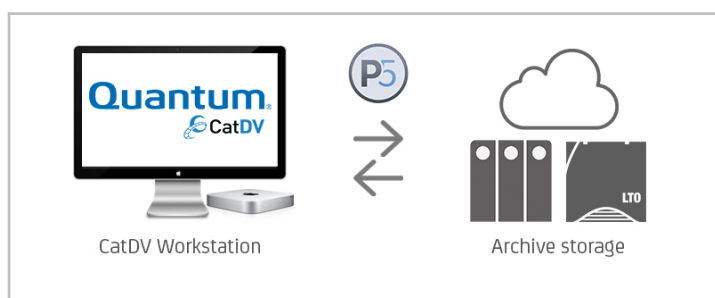 Quantum®
CatDV
P5
LTO
CatDV Workstation
Archive storage